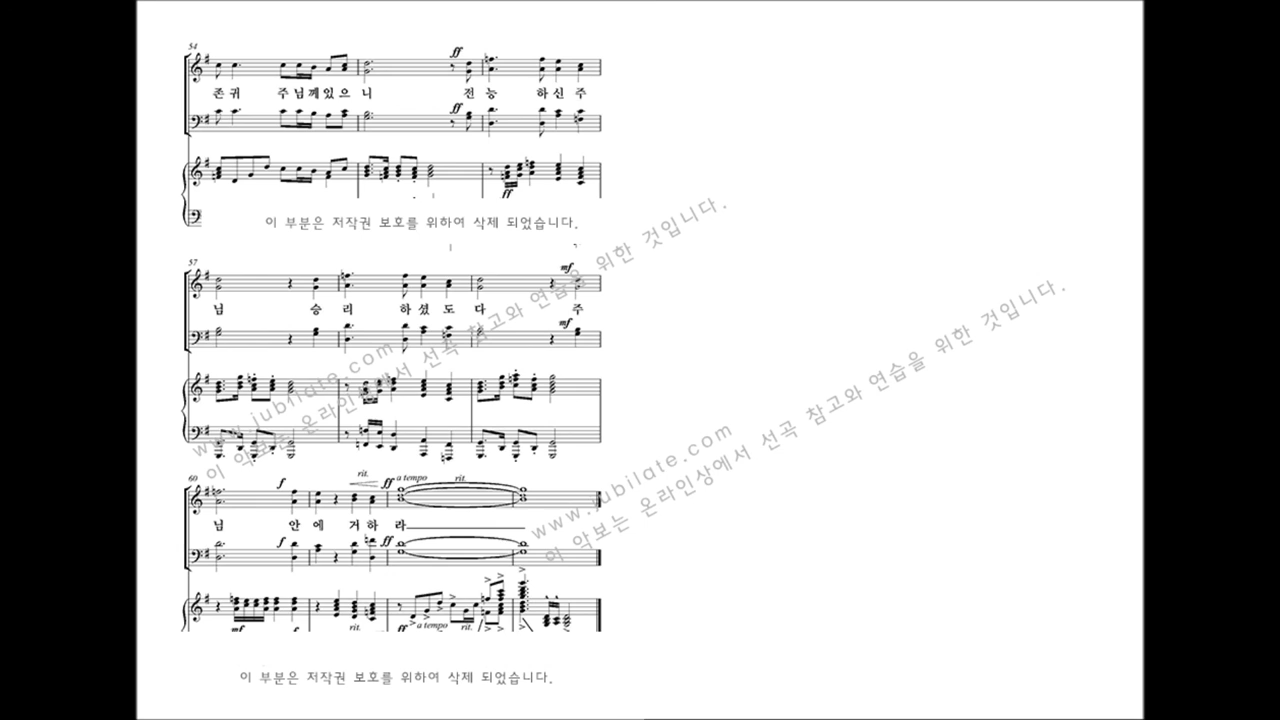 54
ff
존귀 주님께있으니 전능 하신주
ff
ff
이 부분은 저작권 보호를 위하여 삭제 되었습니다.
57
mf
님 승리 하셨도다 주
mf
60
f rit. ff a tempo rit.
님 안에 거하라
f ff
mf f rit. ff a tempo rit.
이 부분은 저작권 보호를 위하여 삭제 되었습니다.
www.jubilate.com
이 악보는 온라인상에서 선곡 참고와 연습을 위한 것입니다.
www.jubilate.com
이 악보는 온라인상에서 선곡 참고와 연습을 위한 것입니다.